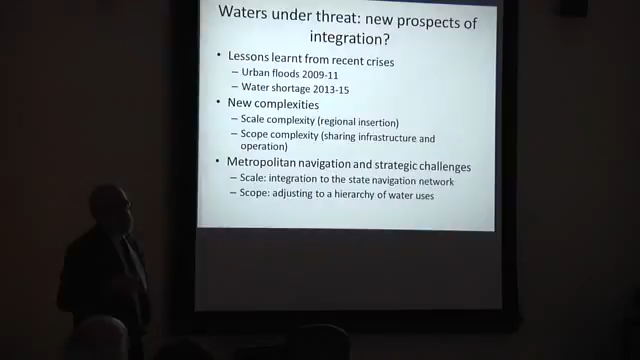 Waters under threat: new prospects of
integration?
• Lessons learnt from recent crises
– Urban floods 2009-11
– Water shortage 2013-15
• New complexities
– Scale complexity (regional insertion)
– Scope complexity (sharing infrastructure and
operation)
• Metropolitan navigation and strategic challenges
– Scale: integration to the state navigation network
– Scope: adjusting to a hierarchy of water uses